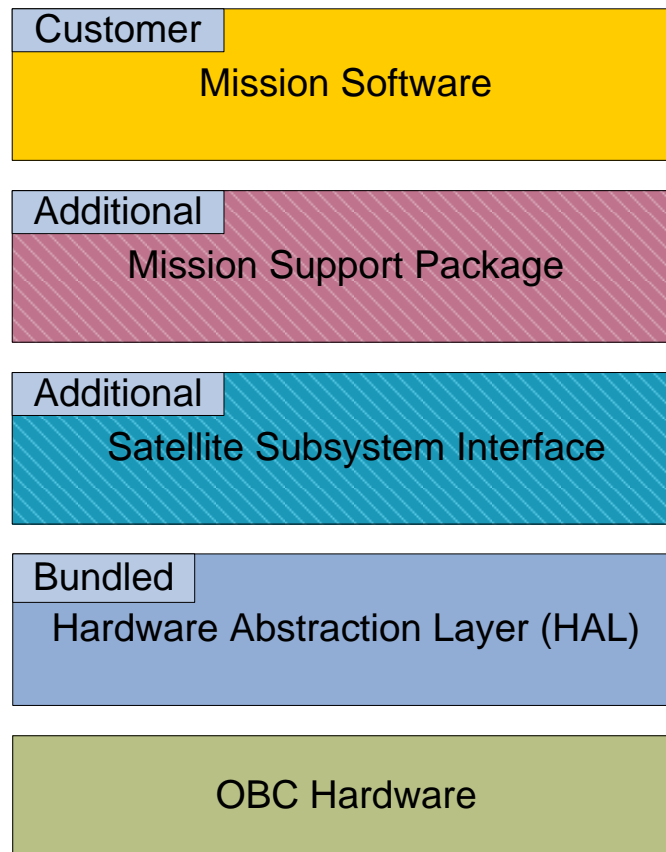 Customer
Mission Software
Additional
Mission Support Package
Additional
Satellite Subsystem Interface
Bundled
Hardware Abstraction Layer (HAL)
OBC Hardware